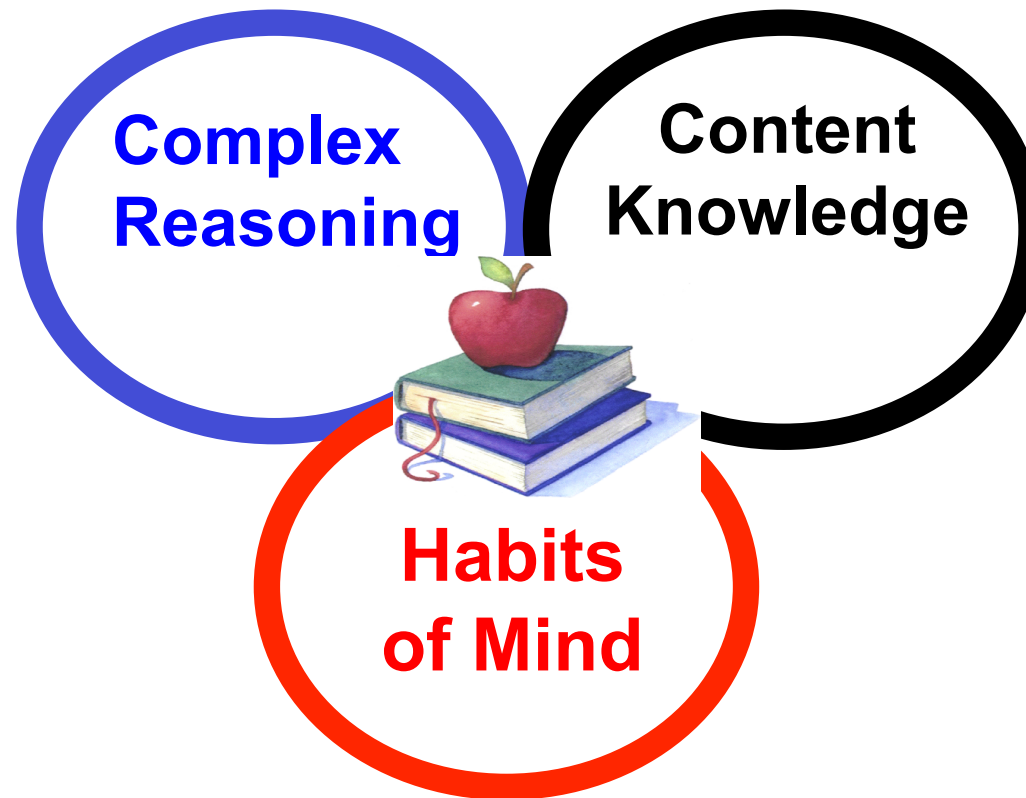 Complex
Reasoning
Content
Knowledge
Habits
of Mind